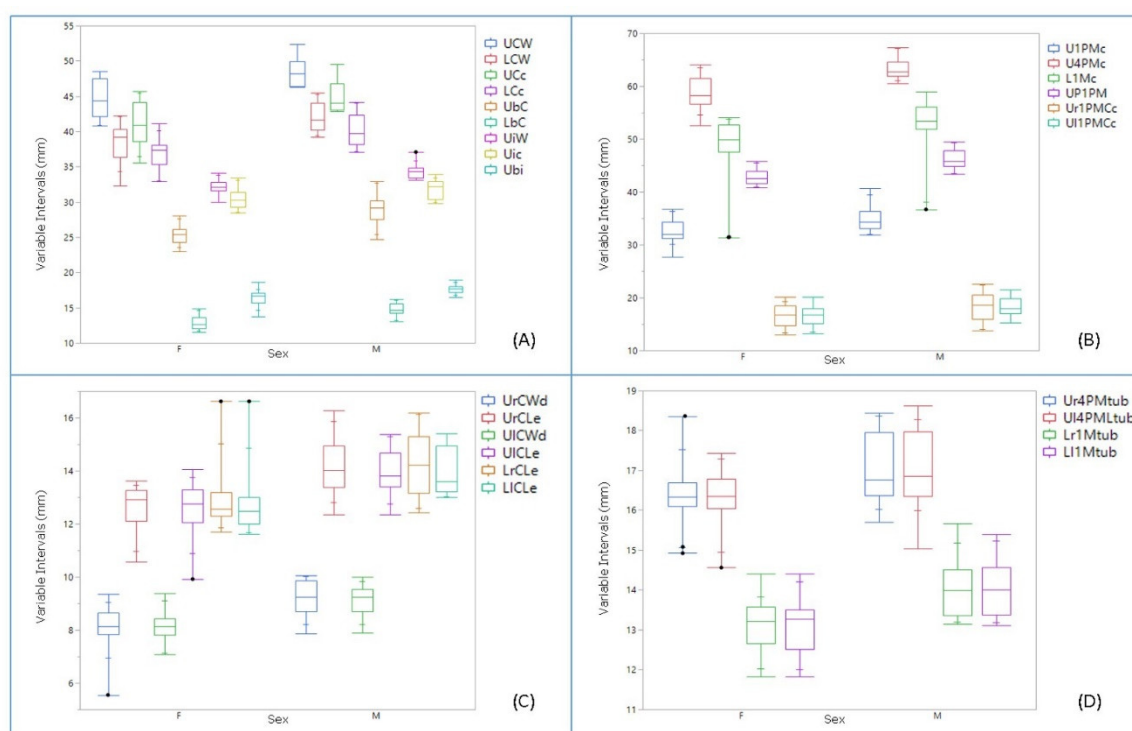 55
50
45
40
35
30
25
20
15
10
Variable Intervals (mm)
F
Sex
M
UCW
LCW
UCc
LCc
UbC
LbC
UiW
Uic
Ubi
(A)
70
60
50
40
30
20
10
Variable Intervals (mm)
F
Sex
M
U1PMc
U4PMc
L1Mc
UP1PM
Ur1PMCc
Ul1PMCc
(B)
16
14
12
10
8
6
Variable Intervals (mm)
F
Sex
M
UrCWd
UrCLe
UlCWd
UlCLe
LrCLe
LlCLe
(C)
19
18
17
16
15
14
13
12
11
Variable Intervals (mm)
F
Sex
M
Ur4PMtub
Ul4PMLtub
Lr1Mtub
Ll1Mtub
(D)